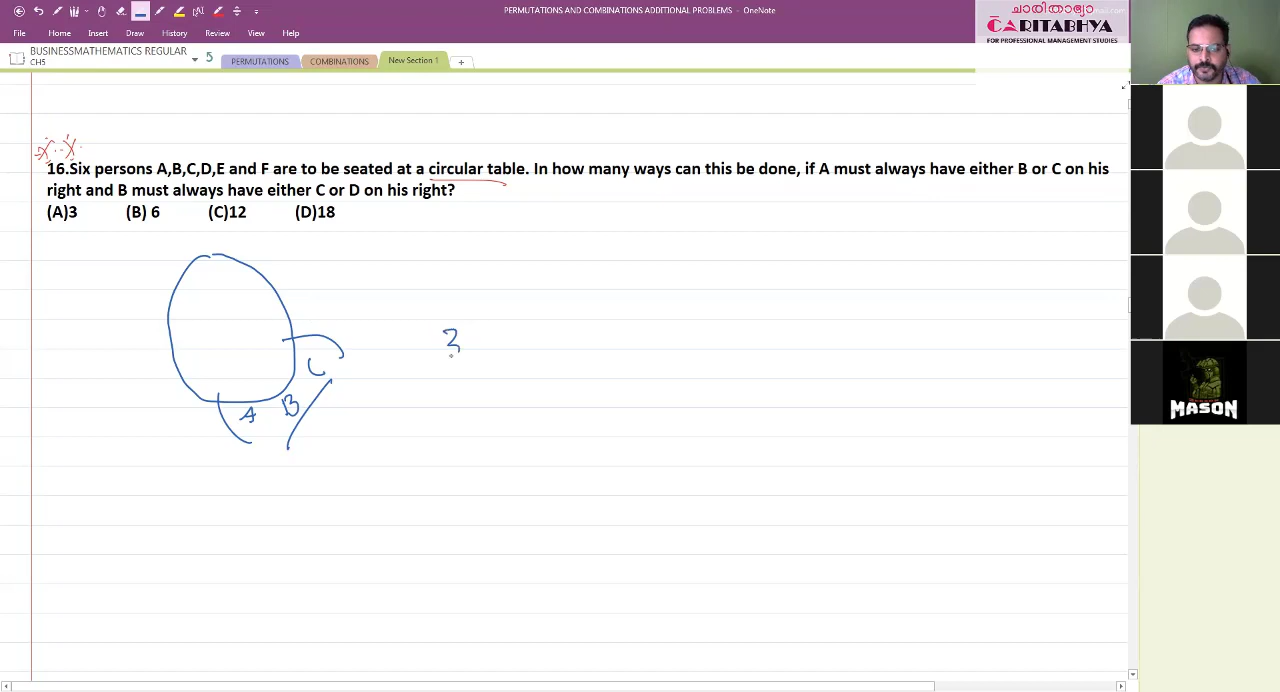 PERMUTATIONS AND COMBINATIONS ADDITIONAL PROBLEMS - OneNote
File Home Insert Draw History Review View Help
BUSINESSMATHEMATICS REGULAR
CH5
PERMUTATIONS COMBINATIONS New Section 1
ചാരിതാഭ്യാ
CARITABHYA
FOR PROFESSIONAL MANAGEMENT STUDIES
16.Six persons A,B,C,D,E and F are to be seated at a circular table. In how many ways can this be done, if A must always have either B or C on his
right and B must always have either C or D on his right?
(A)3 (B) 6 (C)12 (D)18
3
C
A B
MASON